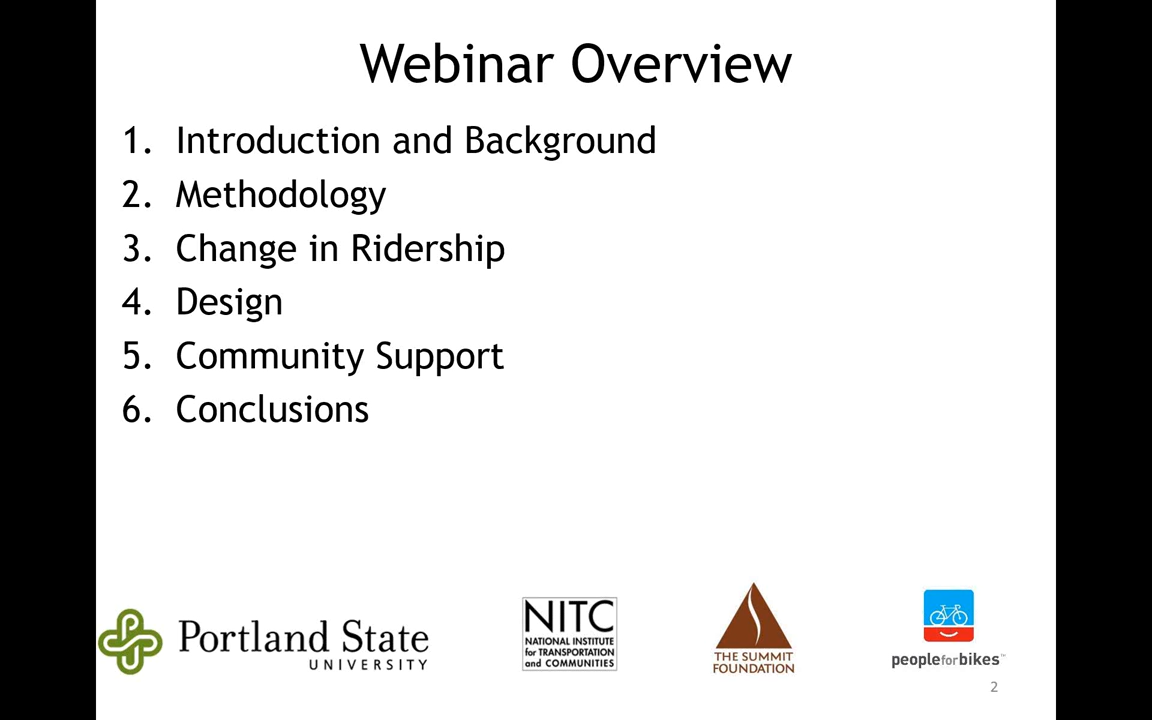 Webinar Overview
1. Introduction and Background
2. Methodology
3. Change in Ridership
4. Design
5. Community Support
6. Conclusions
Portland State
UNIVERSITY
NITC
NATIONAL INSTITUTE
for TRANSPORTATION
and COMMUNITIES
THE SUMMIT
FOUNDATION
peopleforbikes™
2